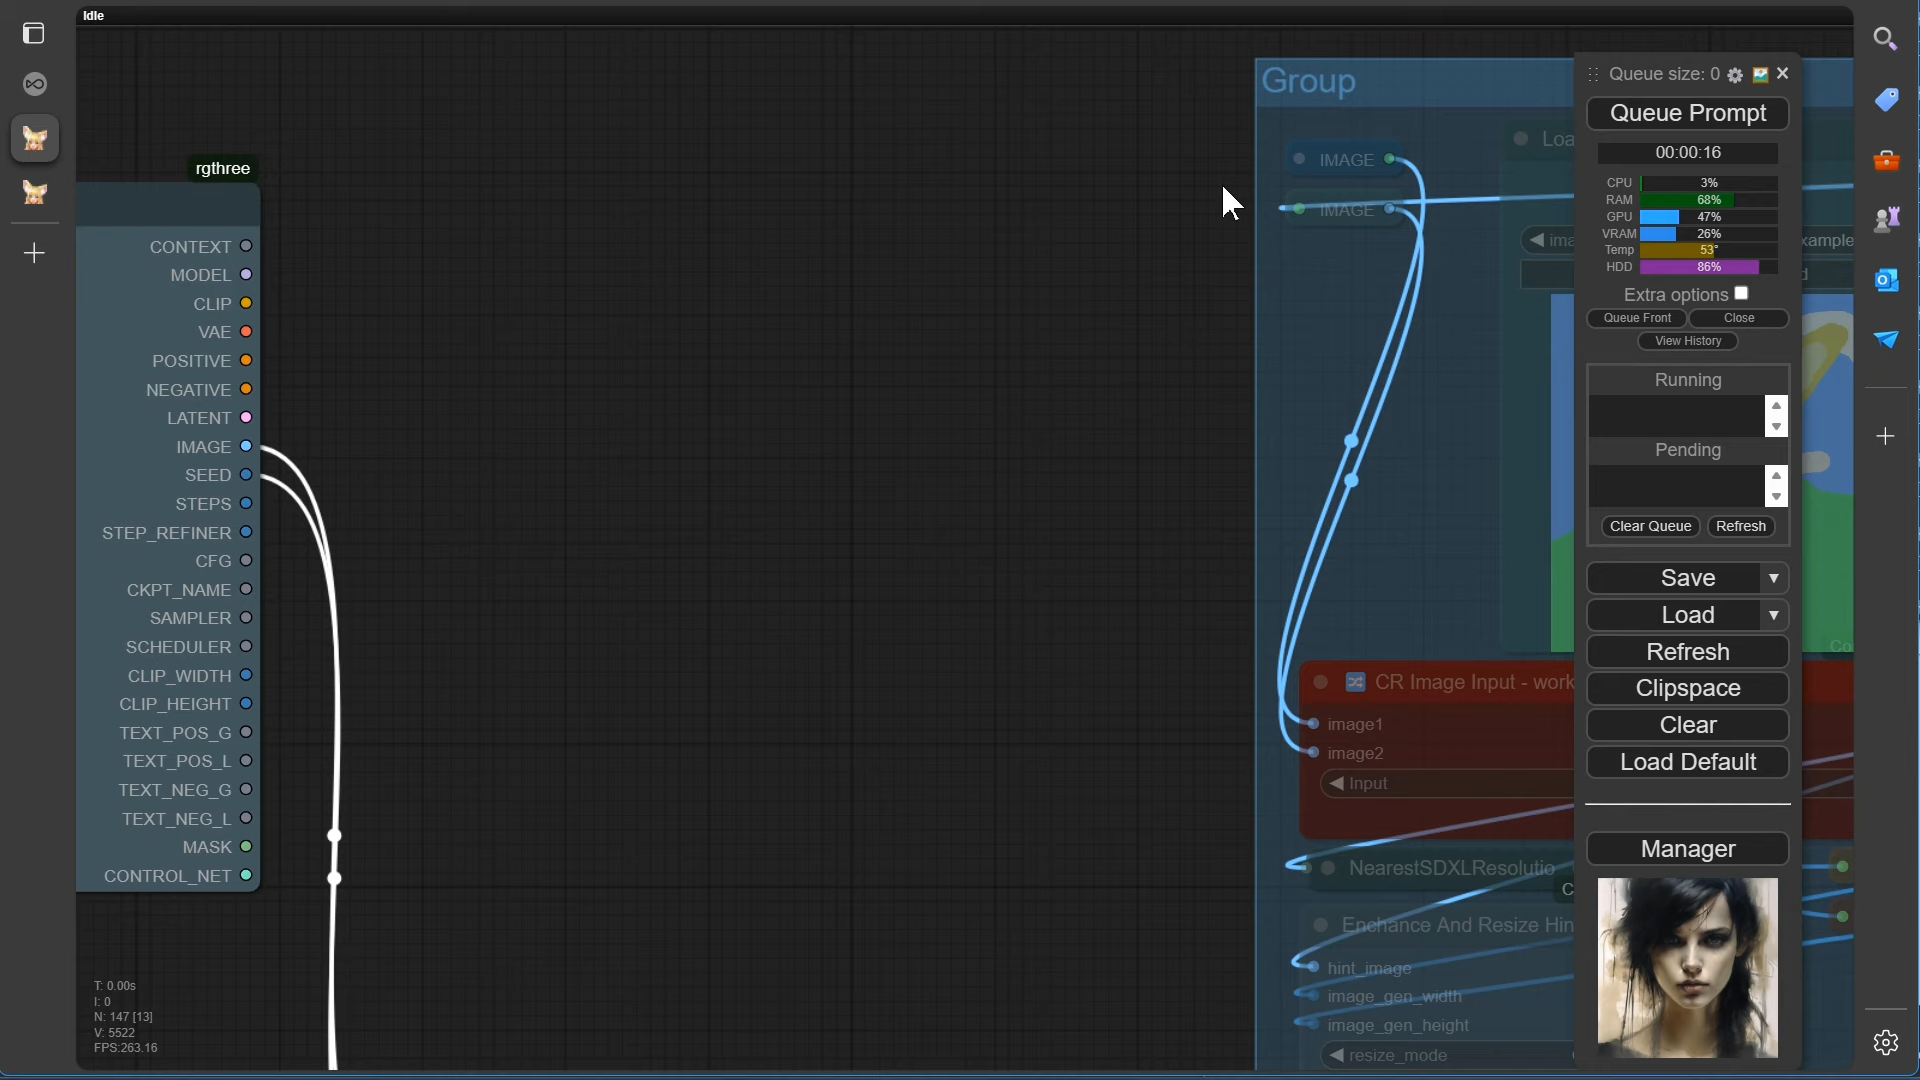 Idle
rgthree
CONTEXT
MODEL
CLIP
VAE
POSITIVE
NEGATIVE
LATENT
IMAGE
SEED
STEPS
STEP_REFINER
CFG
CKPT_NAME
SAMPLER
SCHEDULER
CLIP_WIDTH
CLIP_HEIGHT
TEXT_POS_G
TEXT_POS_L
TEXT_NEG_G
TEXT_NEG_L
MASK
CONTROL_NET
T: 0.00s
I: 0
N: 147 [13]
V: 5522
FPS:263.16
Group
IMAGE
IMAGE
Loa
ima
xample
d
Co
CR Image Input - work
image1
image2
Input
NearestSDXLResolutio
C
Enchance And Resize Hin
hint_image
image_gen_width
image_gen_height
resize_mode
Queue size: 0
Queue Prompt
00:00:16
CPU 3%
RAM 68%
GPU 47%
VRAM 26%
Temp 53°
HDD 86%
Extra options
Queue Front Close
View History
Running
Pending
Clear Queue Refresh
Save
Load
Refresh
Clipspace
Clear
Load Default
Manager